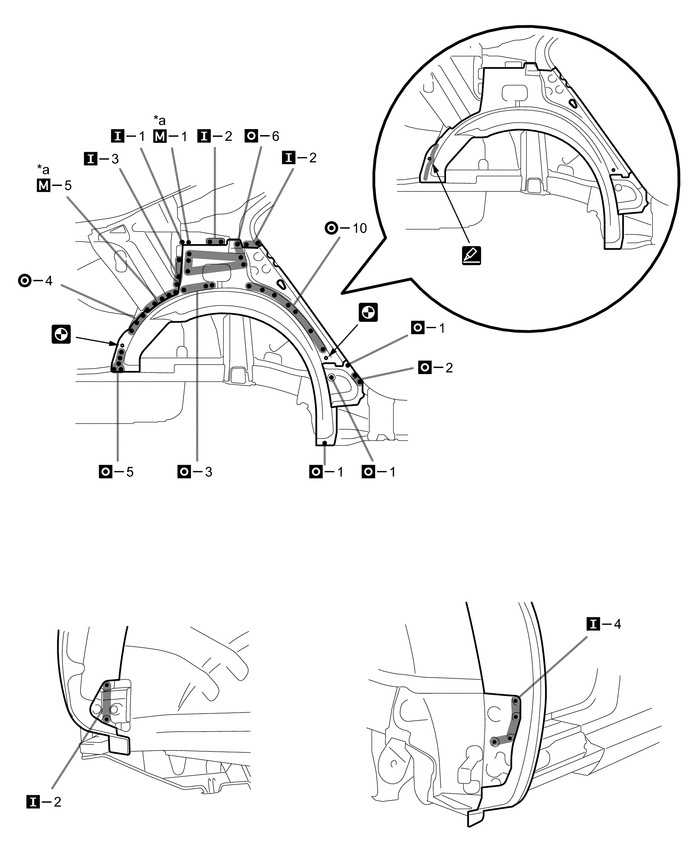 *a
I–1 M–1 I–2 O–6
I–3 I–2
*a
M–5
O–10
O–4
O–1
O–2
O–5 O–3 O–1 O–1
I–4
I–2